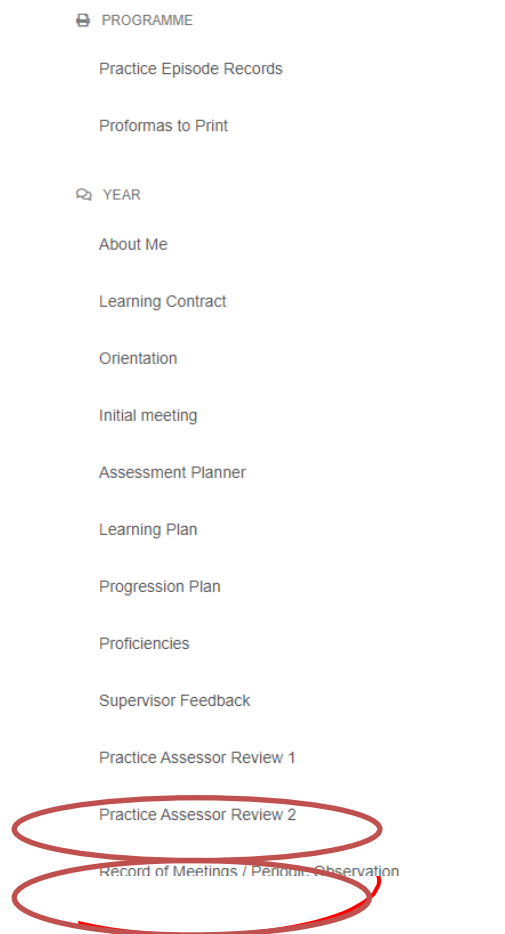 PROGRAMME
Practice Episode Records
Proformas to Print
YEAR
About Me
Learning Contract
Orientation
Initial meeting
Assessment Planner
Learning Plan
Progression Plan
Proficiencies
Supervisor Feedback
Practice Assessor Review 1
Practice Assessor Review 2
Record of Meetings / Periodic Observation